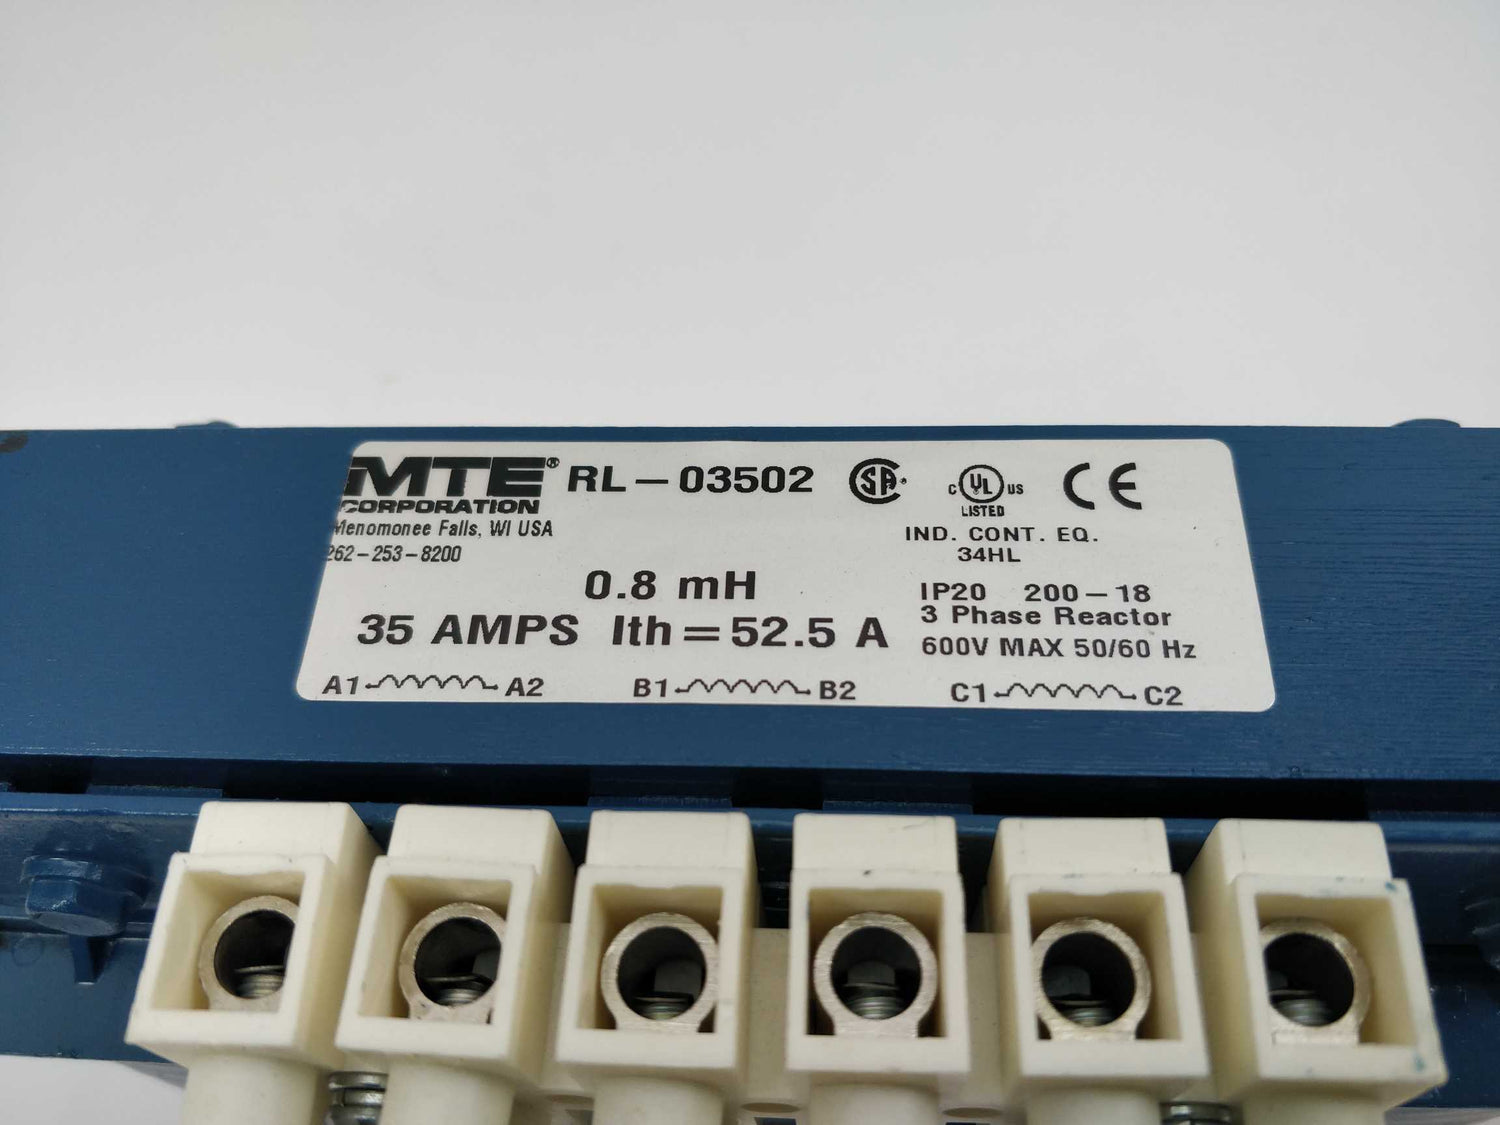 MTE® RL-03502 CSA® c UL us CE
CORPORATION LISTED
Menomonee Falls, WI USA IND. CONT. EQ.
262-253-8200 34HL
0.8 mH IP20 200-18
35 AMPS Ith=52.5 A 3 Phase Reactor
600V MAX 50/60 Hz
A1 A2 B1 B2 C1 C2